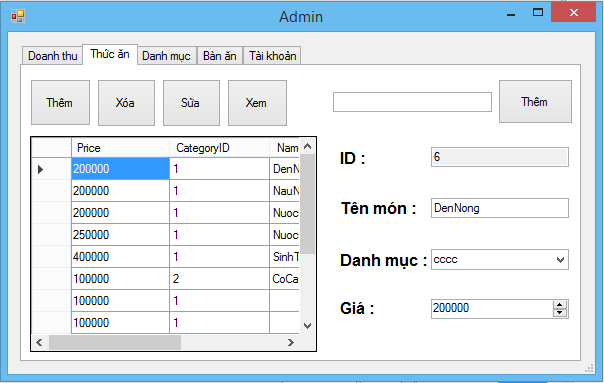 Admin
Doanh thu Thức ăn Danh mục Bàn ăn Tài khoản
Thêm Xóa Sửa Xem Thêm
Price CategoryID Nam
200000 1 DenN
200000 1 NauN
200000 1 Nuoc
250000 1 Nuoc
400000 1 SinhT
100000 2 CoCa
100000 1
100000 1
ID : 6
Tên món : DenNong
Danh mục : cccc
Giá : 200000